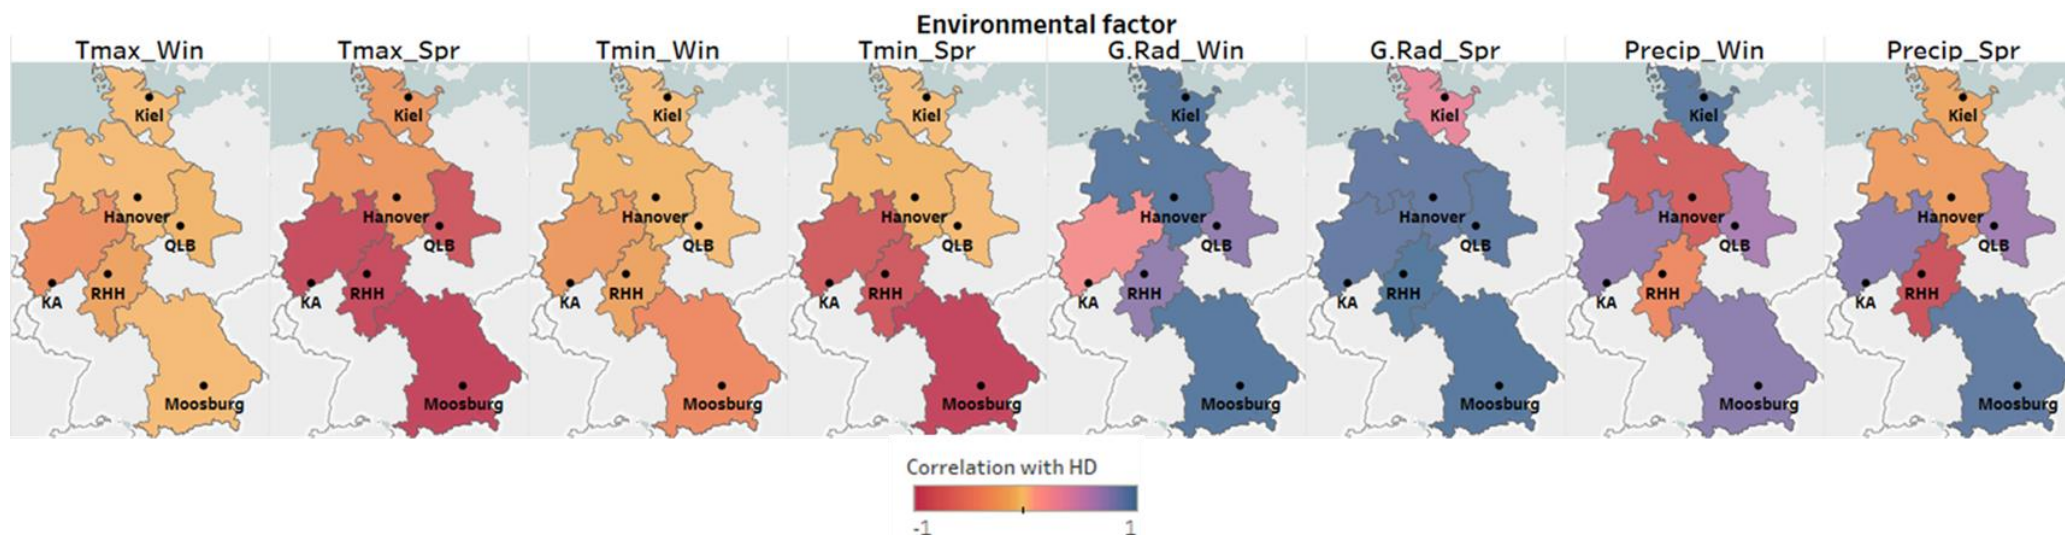 Environmental factor
Tmax_Win Tmax_Spr Tmin_Win Tmin_Spr G.Rad_Win G.Rad_Spr Precip_Win Precip_Spr
Kiel Kiel Kiel Kiel Kiel Kiel Kiel Kiel
Hanover Hanover Hanover Hanover Hanover Hanover Hanover Hanover
QLB QLB QLB QLB QLB QLB QLB QLB
RHH RHH RHH RHH RHH RHH RHH RHH
KA KA KA KA KA KA KA KA
Moosburg Moosburg Moosburg Moosburg Moosburg Moosburg Moosburg Moosburg
Correlation with HD
-1 1